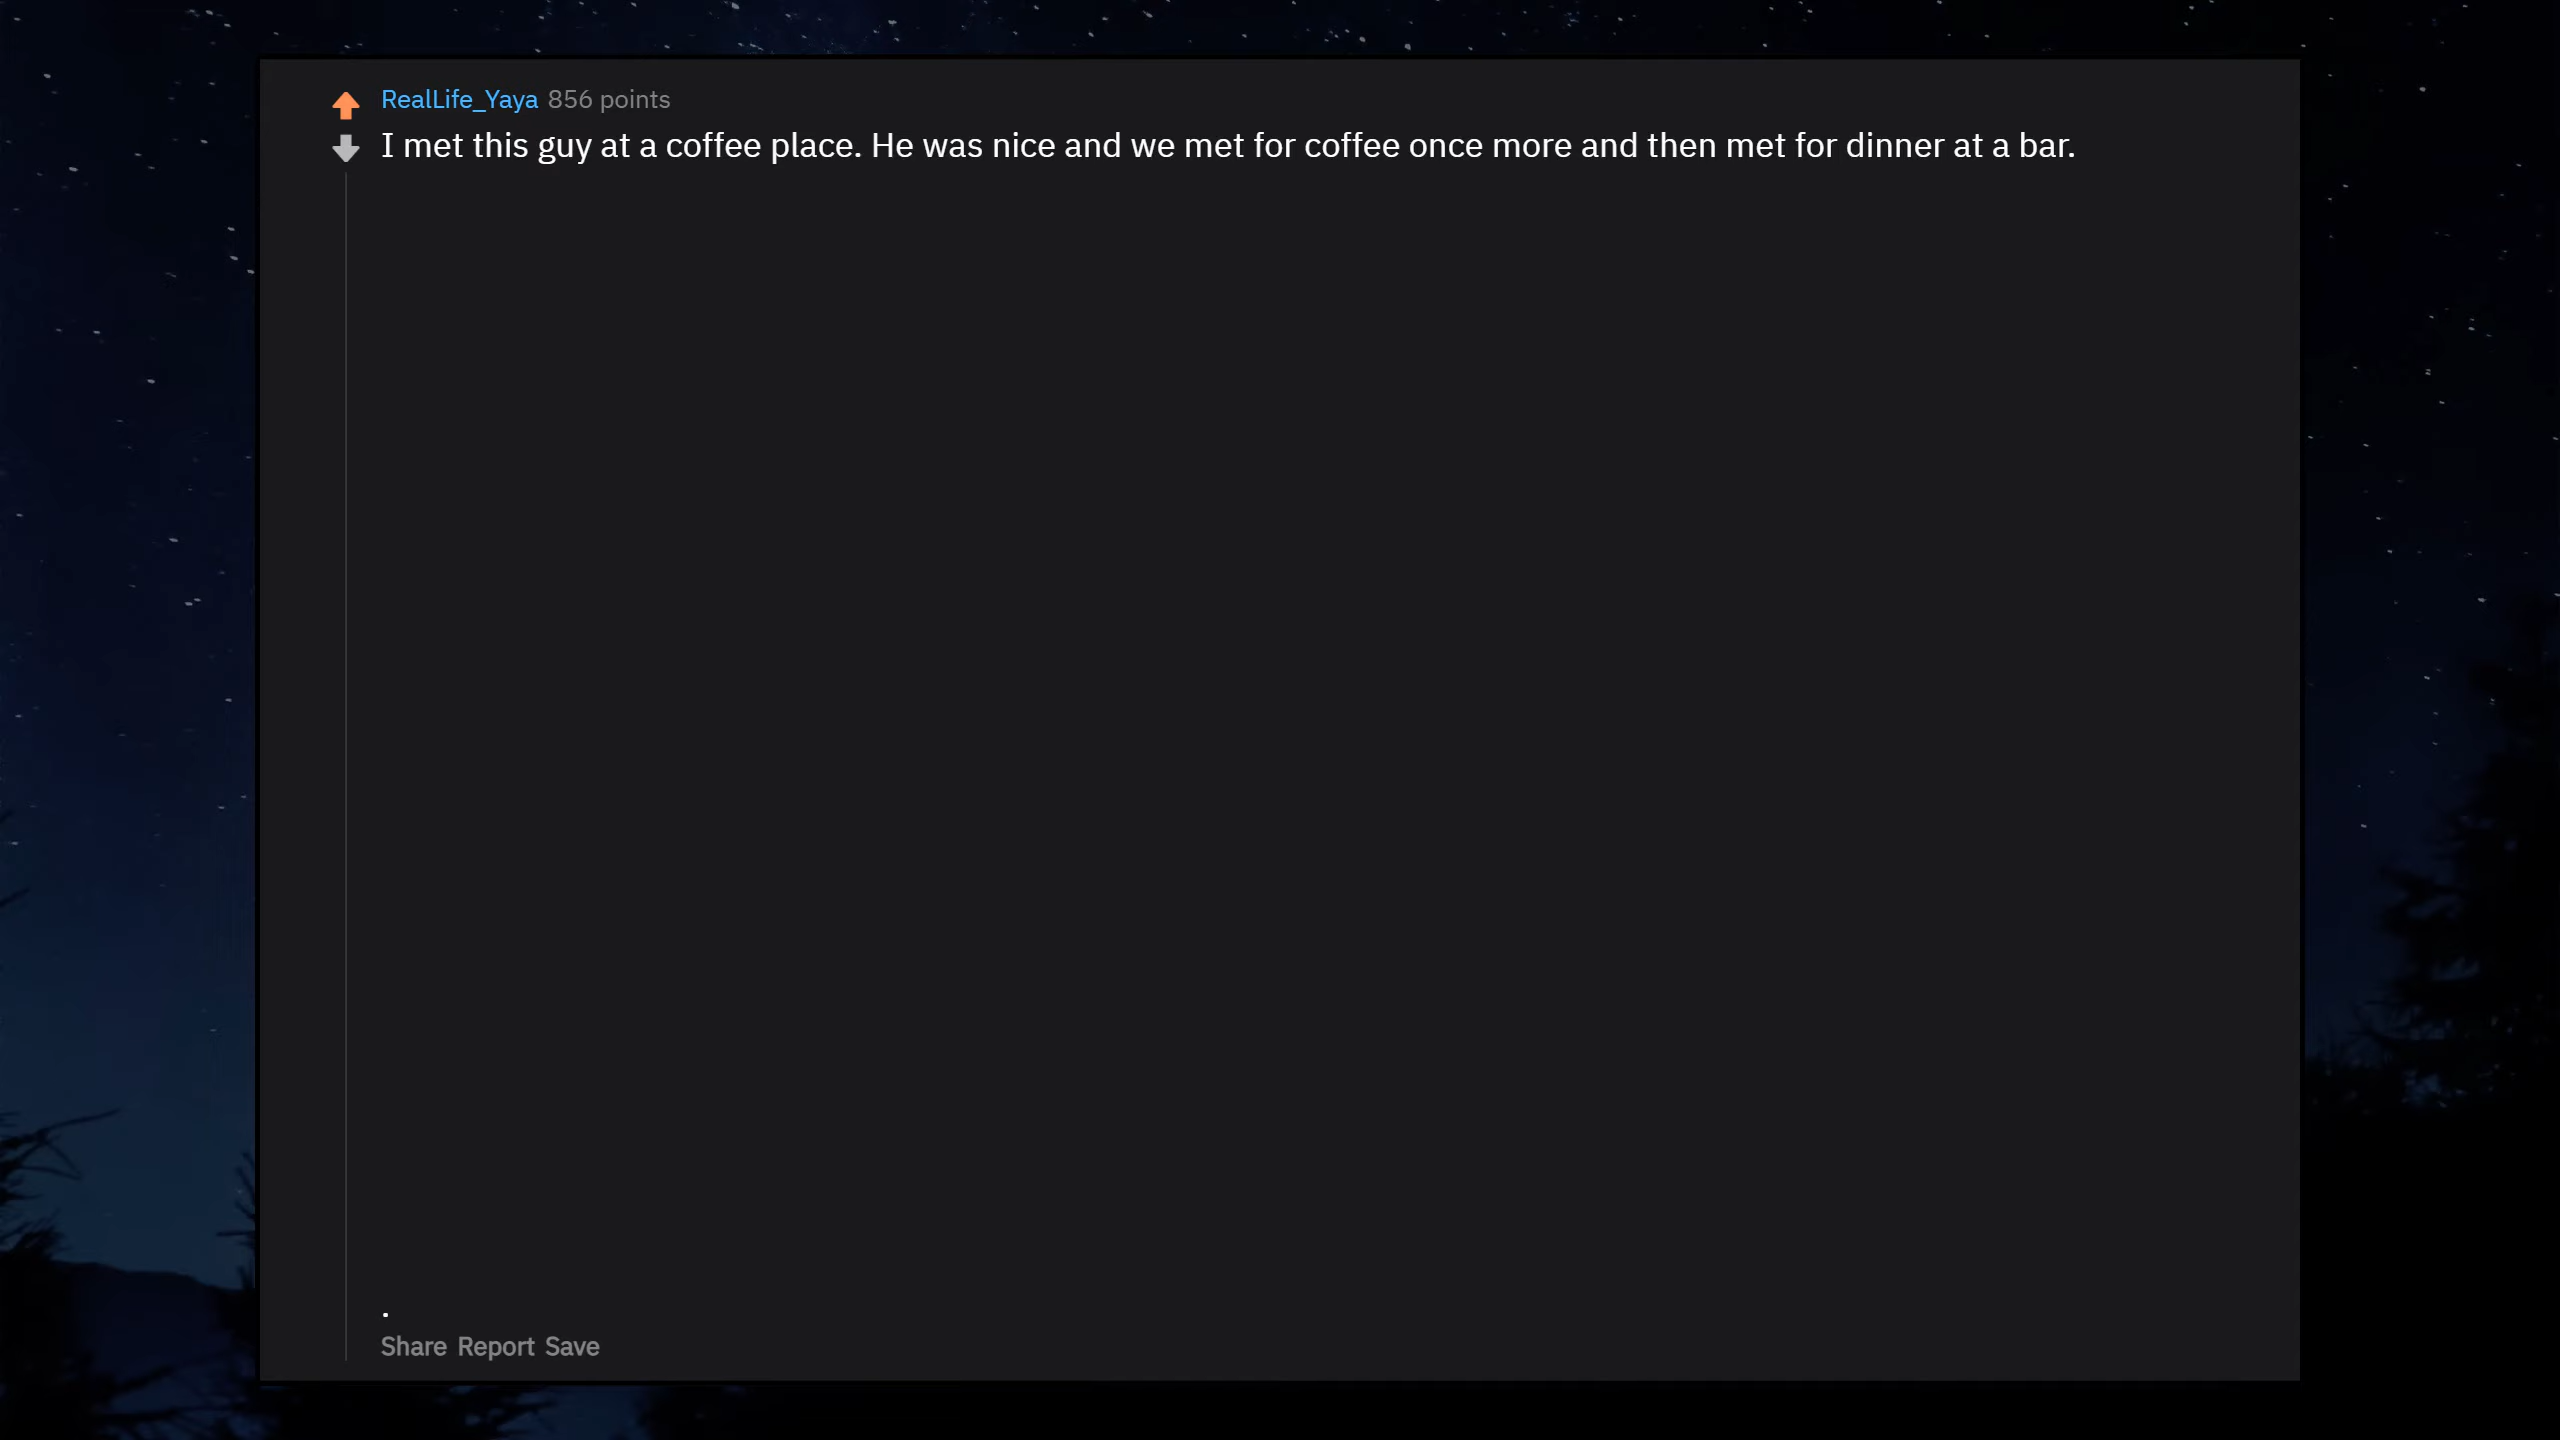 RealLife_Yaya 856 points
I met this guy at a coffee place. He was nice and we met for coffee once more and then met for dinner at a bar.
.
Share Report Save